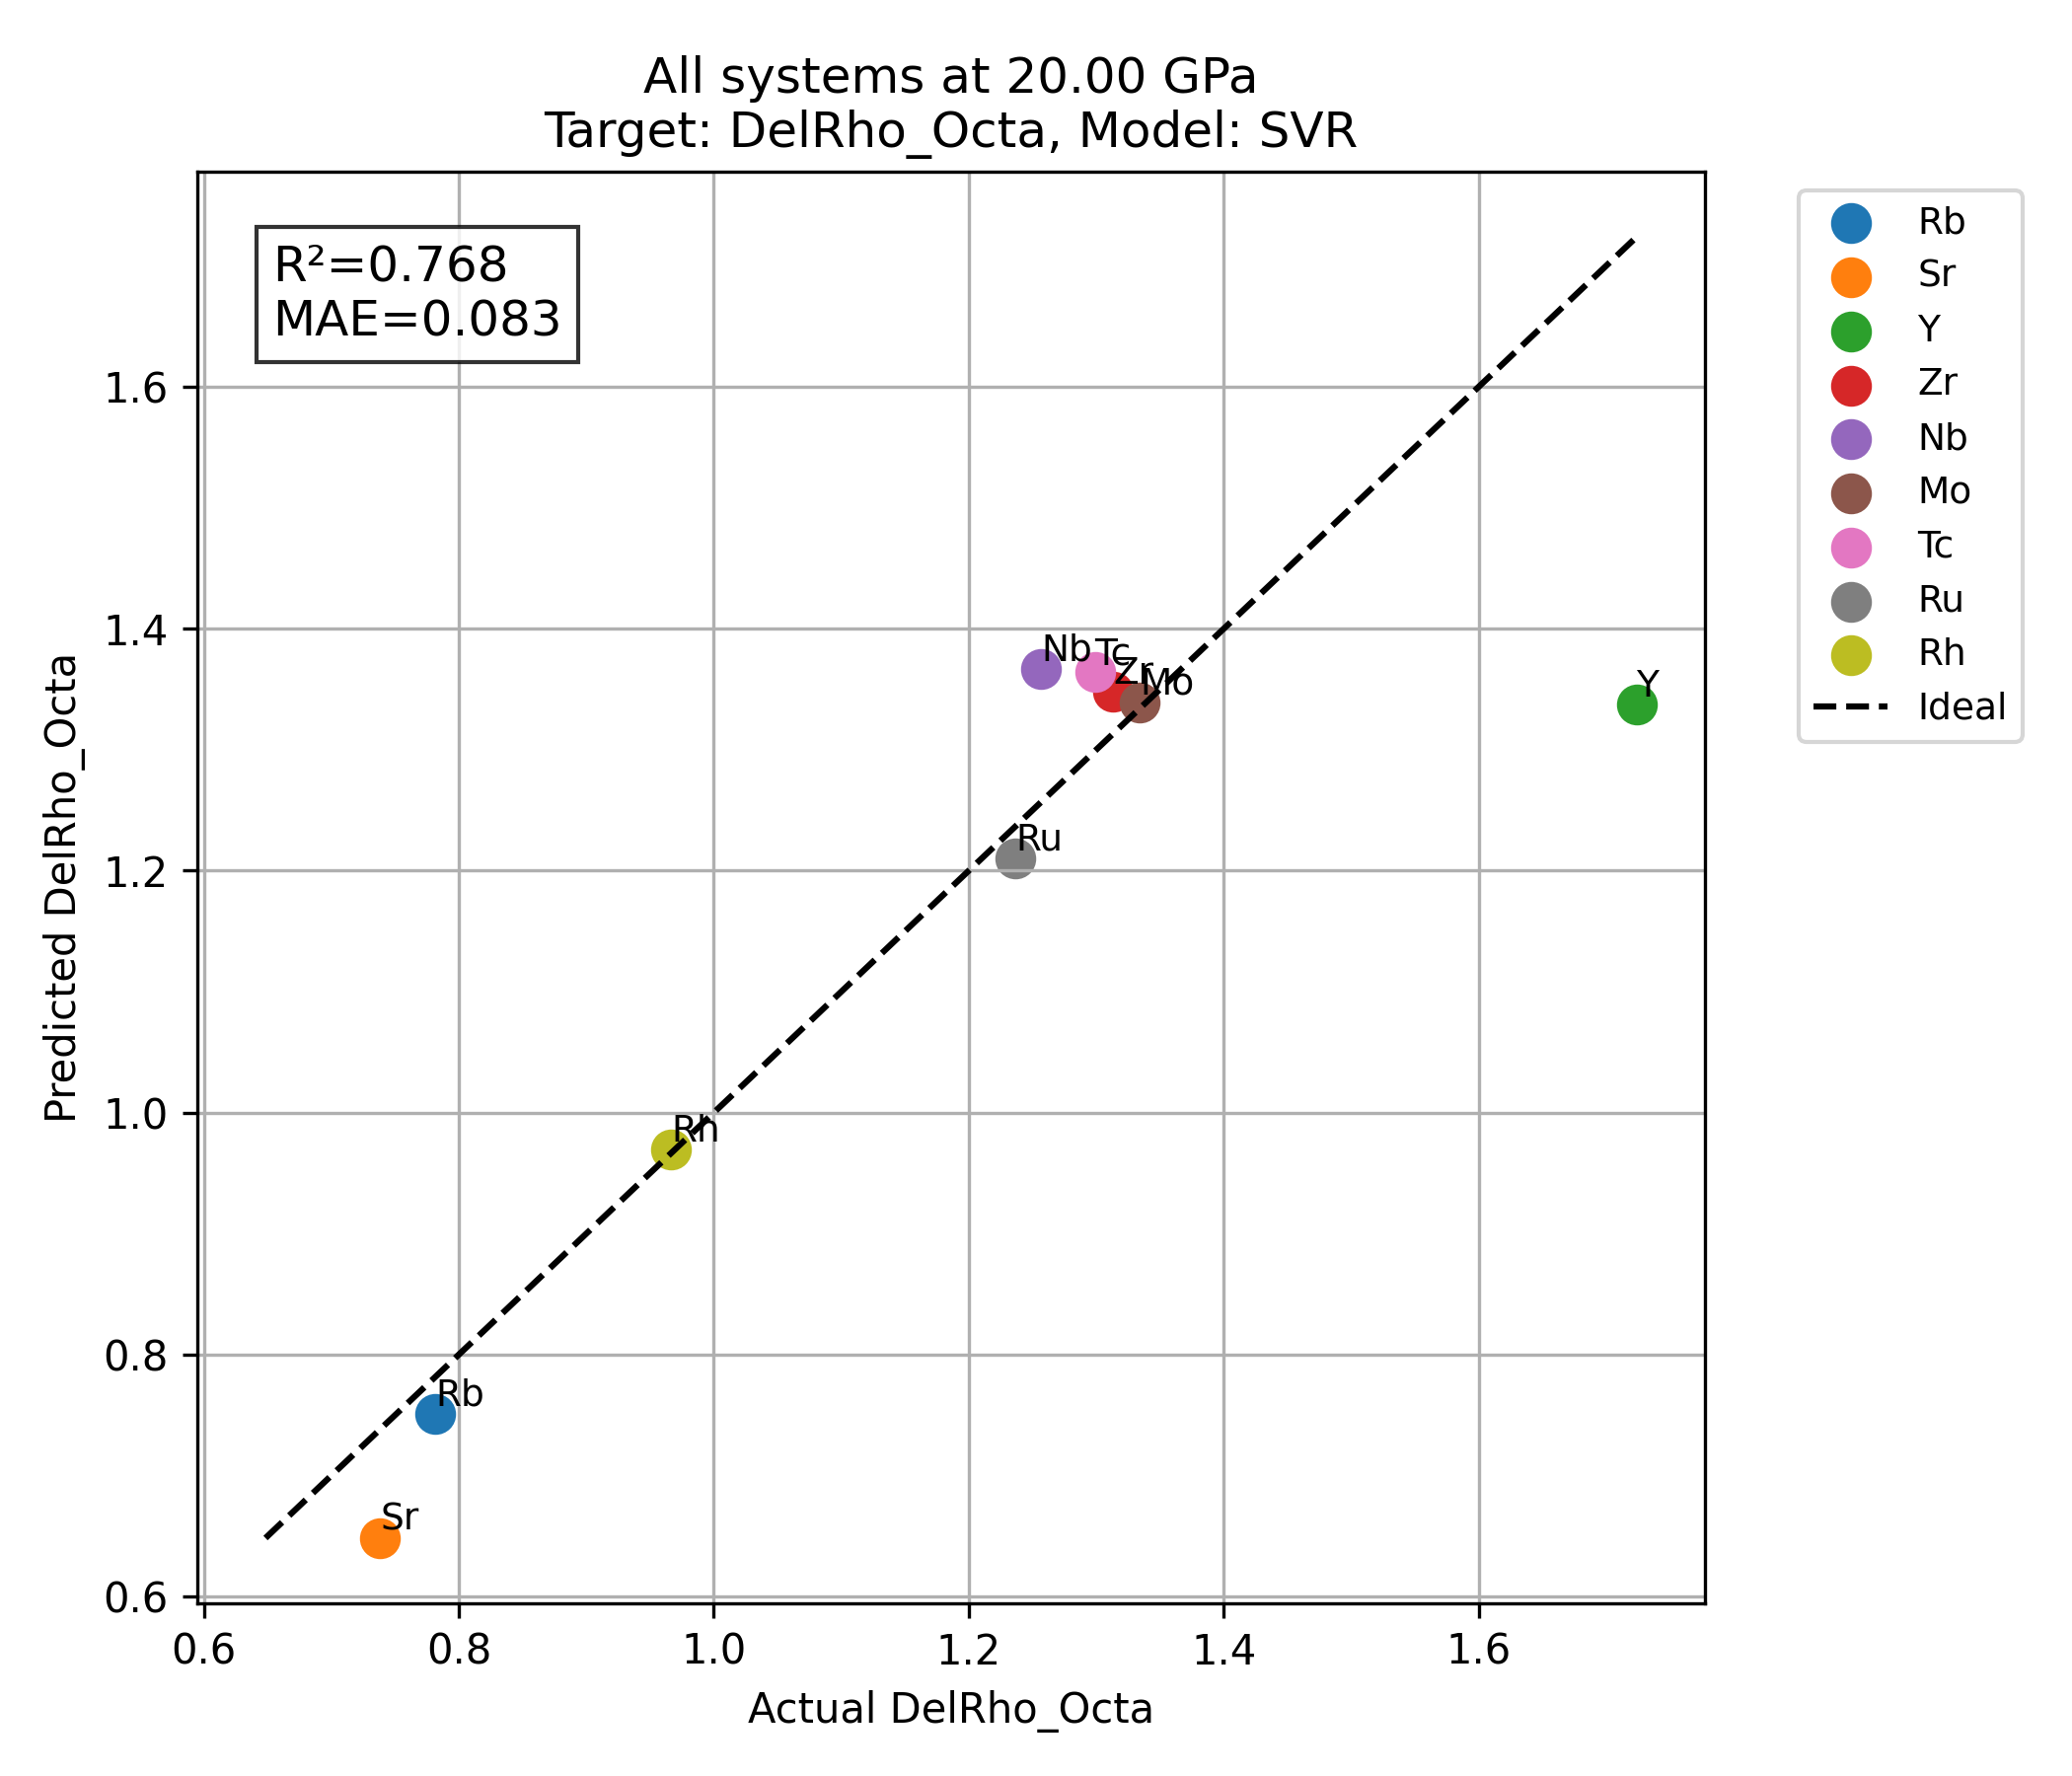 All systems at 20.00 GPa
Target: DelRho_Octa, Model: SVR
R²=0.768
MAE=0.083
Predicted DelRho_Octa
1.6
1.4
1.2
1.0
0.8
0.6
Nb
Tc
Zr
Mo
Y
Ru
Rh
Rb
Sr
0.6 0.8 1.0 1.2 1.4 1.6
Actual DelRho_Octa
Rb
Sr
Y
Zr
Nb
Mo
Tc
Ru
Rh
Ideal